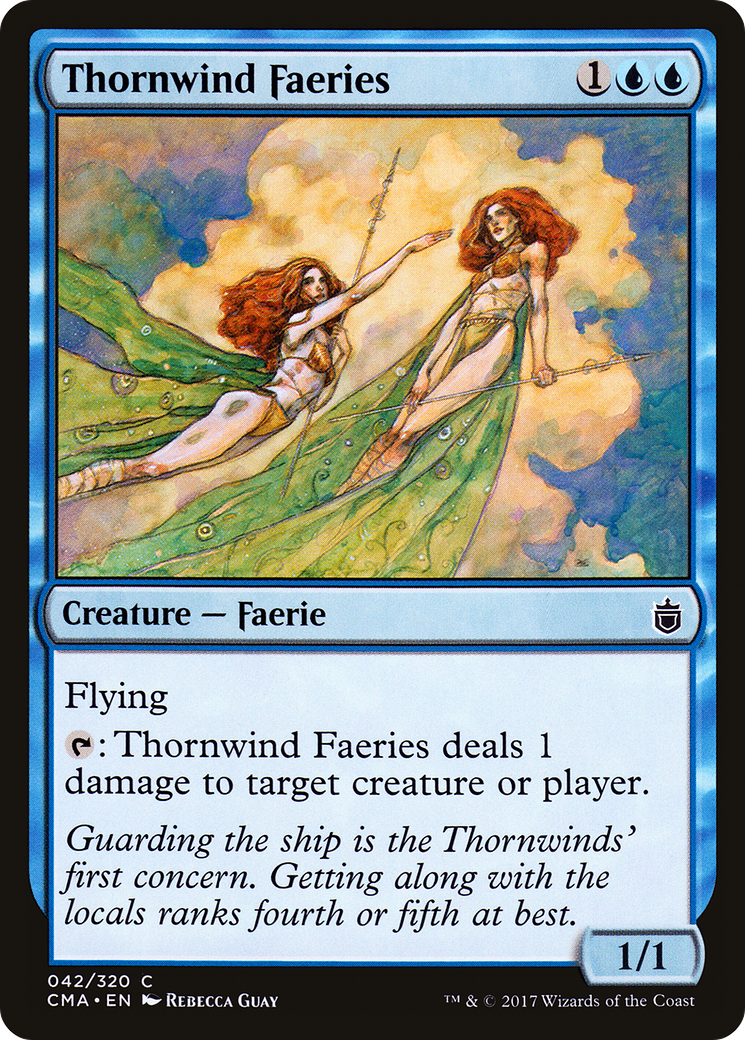 Thornwind Faeries 1
Creature — Faerie
Flying
: Thornwind Faeries deals 1
damage to target creature or player.
Guarding the ship is the Thornwinds'
first concern. Getting along with the
locals ranks fourth or fifth at best.
1/1
042/320 C
CMA • EN Rebecca Guay
™ & © 2017 Wizards of the Coast